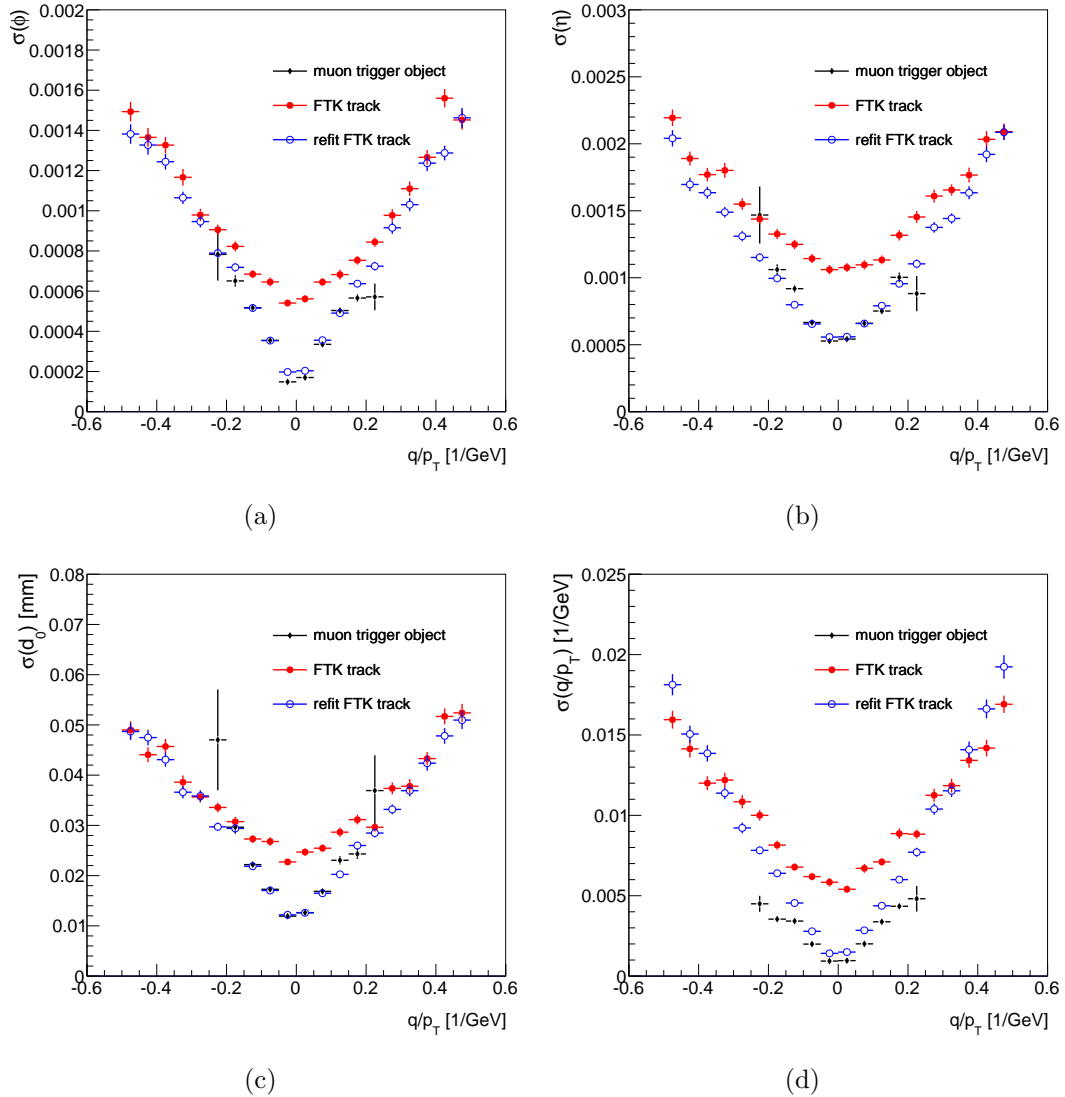 σ(ϕ)
0.002
0.0018
0.0016
0.0014
0.0012
0.001
0.0008
0.0006
0.0004
0.0002
0
muon trigger object
FTK track
refit FTK track
-0.6 -0.4 -0.2 0 0.2 0.4 0.6
q/p_T [1/GeV]
(a)
σ(η)
0.003
0.0025
0.002
0.0015
0.001
0.0005
0
muon trigger object
FTK track
refit FTK track
-0.6 -0.4 -0.2 0 0.2 0.4 0.6
q/p_T [1/GeV]
(b)
σ(d_0) [mm]
0.08
0.07
0.06
0.05
0.04
0.03
0.02
0.01
0
muon trigger object
FTK track
refit FTK track
-0.6 -0.4 -0.2 0 0.2 0.4 0.6
q/p_T [1/GeV]
(c)
σ(q/p_T) [1/GeV]
0.025
0.02
0.015
0.01
0.005
0
muon trigger object
FTK track
refit FTK track
-0.6 -0.4 -0.2 0 0.2 0.4 0.6
q/p_T [1/GeV]
(d)